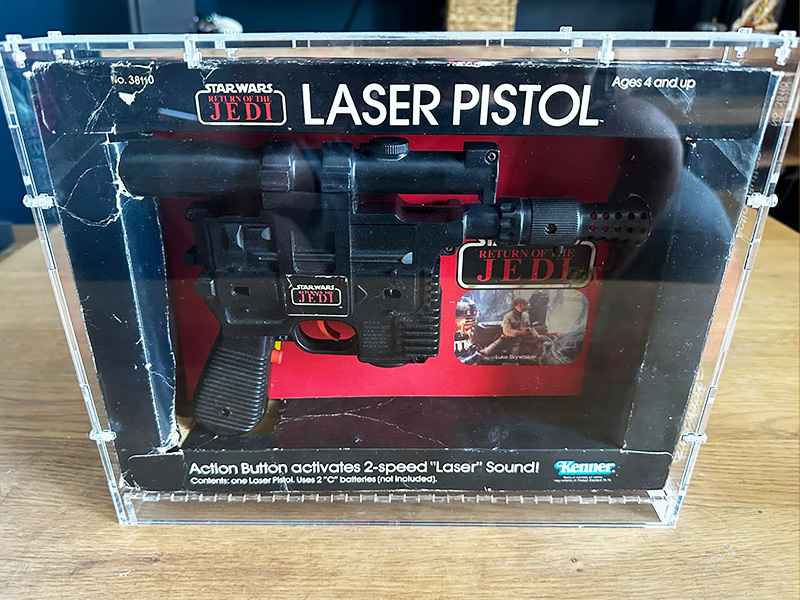 No. 38110
STAR WARS
RETURN OF THE
JEDI
LASER PISTOL
Ages 4 and up
RETURN OF THE
JEDI
STAR WARS
RETURN OF THE
JEDI
Luke Skywalker
Action Button activates 2-speed "Laser" Sound!
Contents: one Laser Pistol. Uses 2 "C" batteries (not included).
Kenner